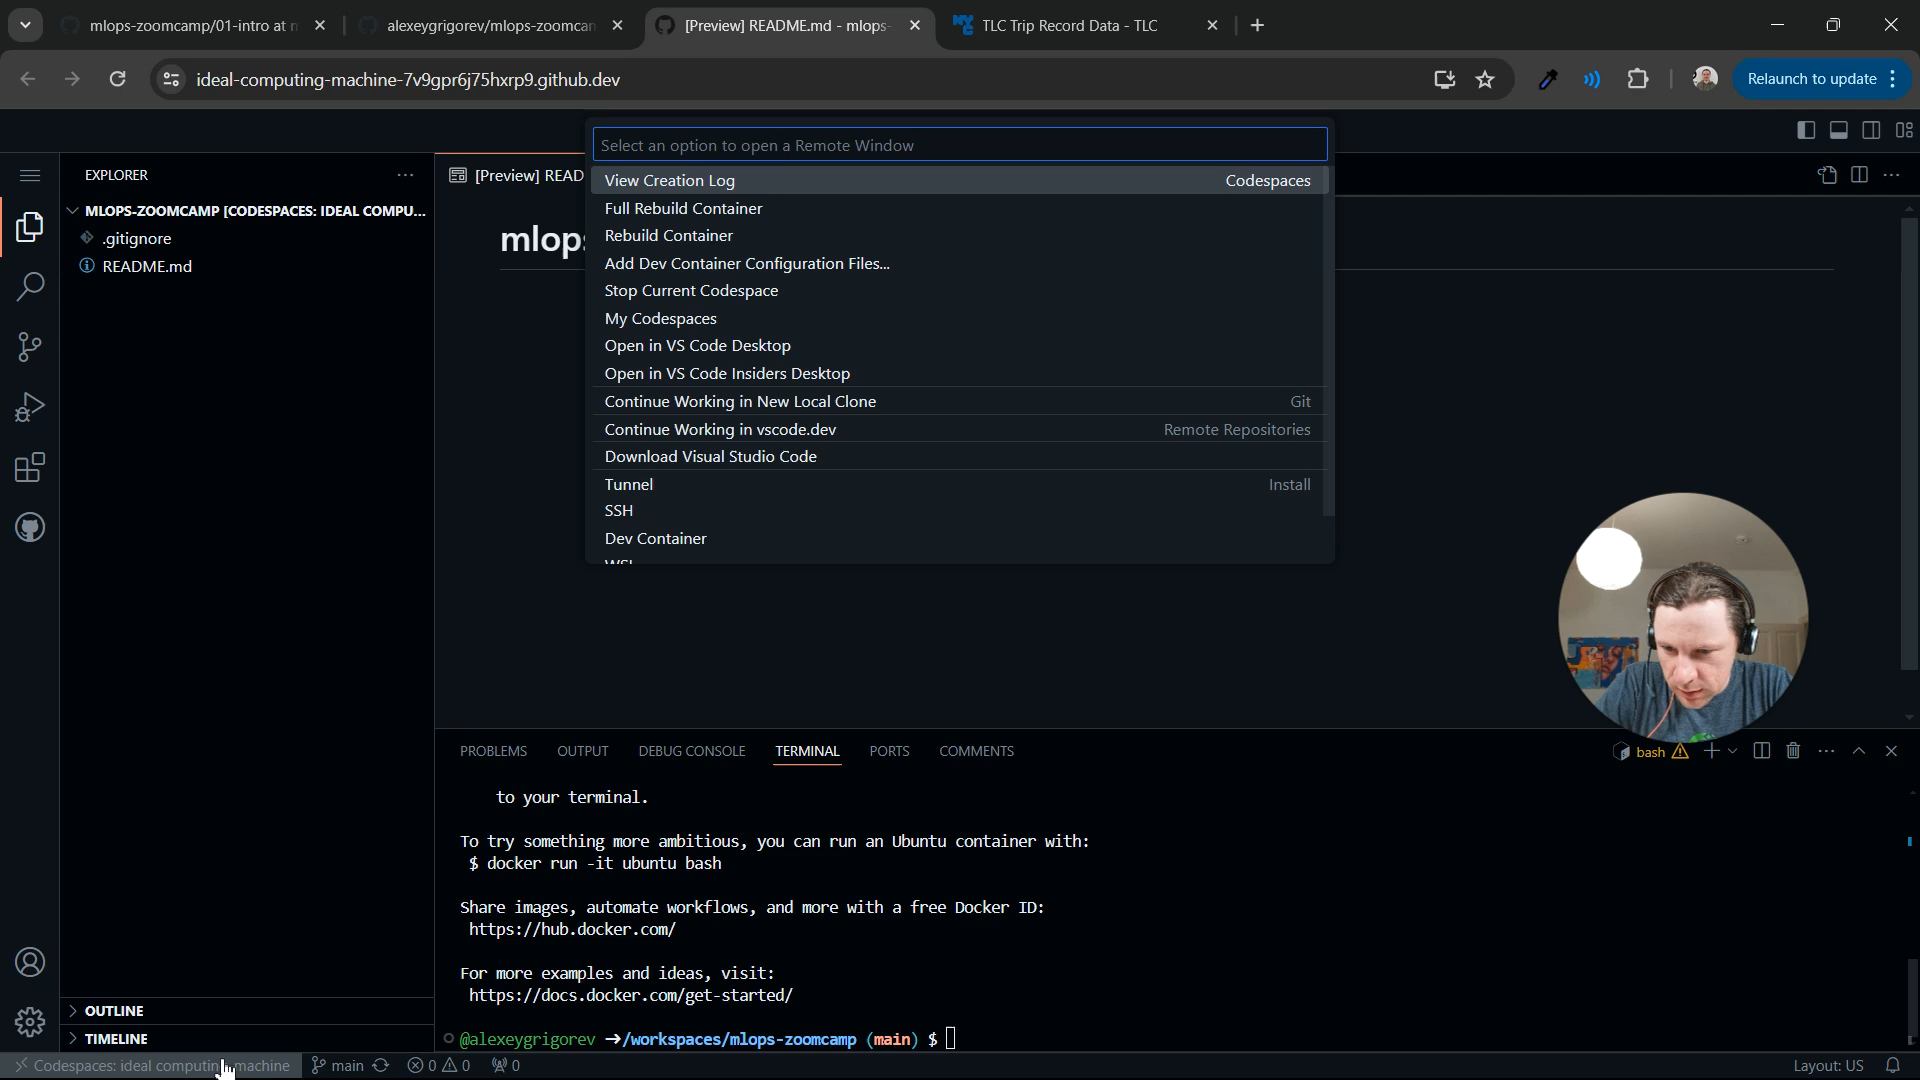 mlops-zoomcamp/01-intro at m
alexeygrigorev/mlops-zoomcam
[Preview] README.md - mlops-
TLC Trip Record Data - TLC
ideal-computing-machine-7v9gpr6j75hxrp9.github.dev
Relaunch to update
Select an option to open a Remote Window
View Creation Log Codespaces
Full Rebuild Container
Rebuild Container
Add Dev Container Configuration Files...
Stop Current Codespace
My Codespaces
Open in VS Code Desktop
Open in VS Code Insiders Desktop
Continue Working in New Local Clone Git
Continue Working in vscode.dev Remote Repositories
Download Visual Studio Code
Tunnel Install
SSH
Dev Container
EXPLORER
MLOPS-ZOOMCAMP [CODESPACES: IDEAL COMPU...
.gitignore
README.md
[Preview] READ
mlop
OUTLINE
TIMELINE
PROBLEMS OUTPUT DEBUG CONSOLE TERMINAL PORTS COMMENTS
bash
to your terminal.
To try something more ambitious, you can run an Ubuntu container with:
$ docker run -it ubuntu bash
Share images, automate workflows, and more with a free Docker ID:
https://hub.docker.com/
For more examples and ideas, visit:
https://docs.docker.com/get-started/
@alexeygrigorev ➔/workspaces/mlops-zoomcamp (main) $
Codespaces: ideal computing machine main 0 0 0 Layout: US